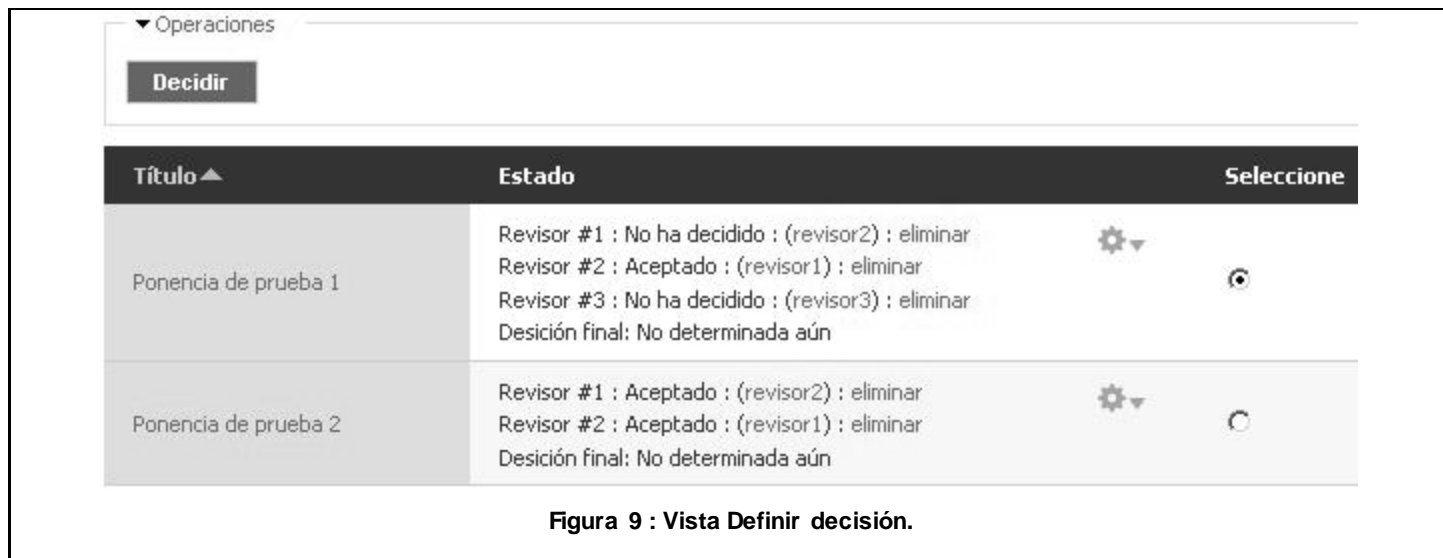 Operaciones
Decidir
Título Estado Seleccione
Ponencia de prueba 1
Revisor #1 : No ha decidido : (revisor2) : eliminar
Revisor #2 : Aceptado : (revisor1) : eliminar
Revisor #3 : No ha decidido : (revisor3) : eliminar
Desición final: No determinada aún
Ponencia de prueba 2
Revisor #1 : Aceptado : (revisor2) : eliminar
Revisor #2 : Aceptado : (revisor1) : eliminar
Desición final: No determinada aún
Figura 9 : Vista Definir decisión.